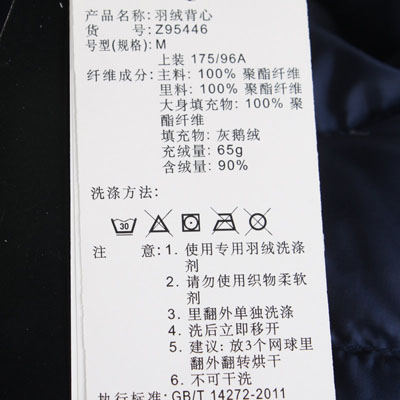 产品名称: 羽绒背心
货 号: Z95446
号型(规格): M
上装 175/96A
纤维成分: 主料: 100% 聚酯纤维
里料: 100% 聚酯纤维
大身填充物: 100% 聚
酯纤维
填充物: 灰鹅绒
充绒量: 65g
含绒量: 90%
洗涤方法:
30
注 意: 1. 使用专用羽绒洗涤
剂
2. 请勿使用织物柔软
剂
3. 里翻外单独洗涤
4. 洗后立即移开
5. 建议: 放3个网球里
翻外翻转烘干
6. 不可干洗
执行标准: GB/T 14272-2011